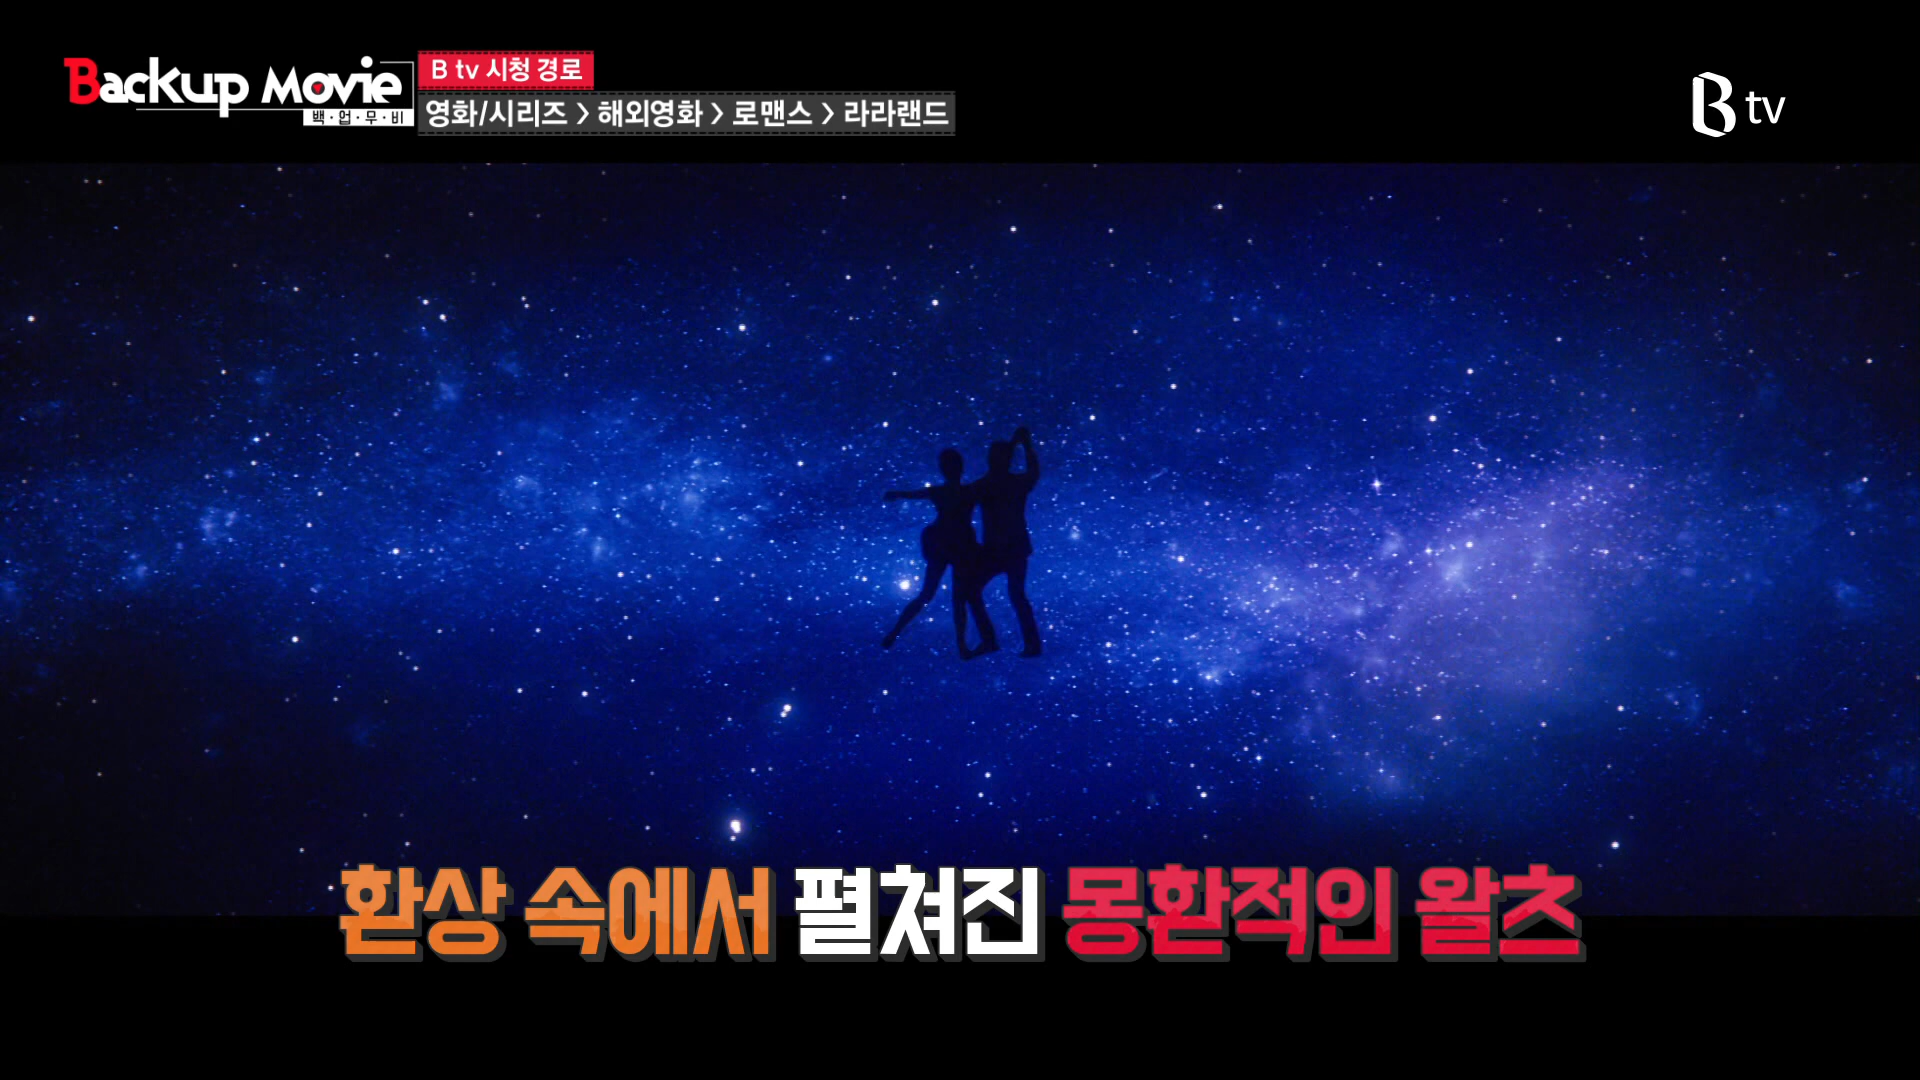 Backup Movie
백·업·무·비
B tv 시청 경로
영화/시리즈 > 해외영화 > 로맨스 > 라라랜드
B tv
환상 속에서 펼쳐진 몽환적인 왈츠